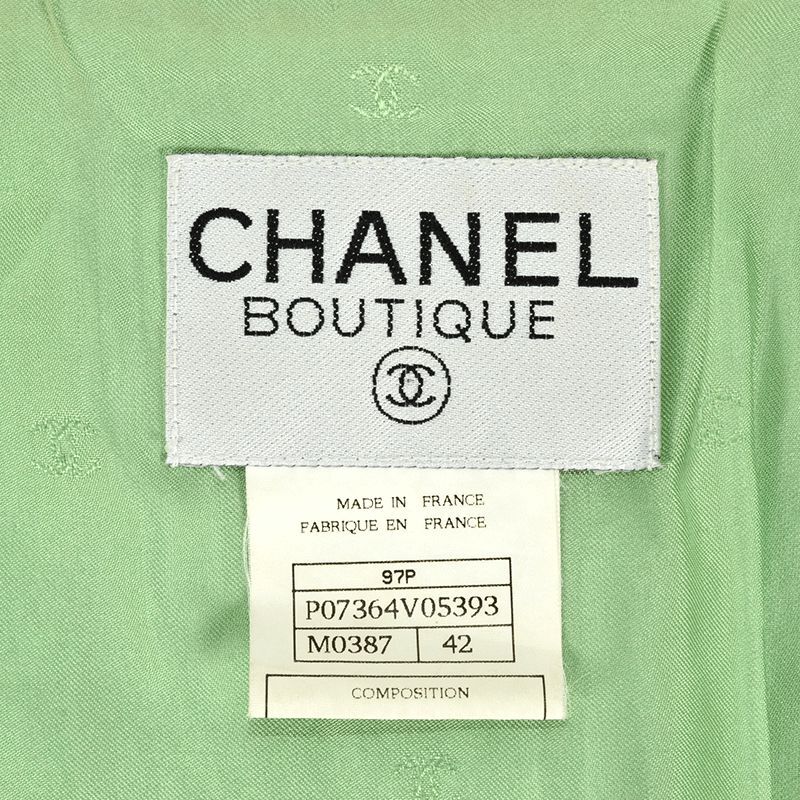 CHANEL
BOUTIQUE
MADE IN FRANCE
FABRIQUE EN FRANCE
97P
P07364V05393
M0387 42
COMPOSITION